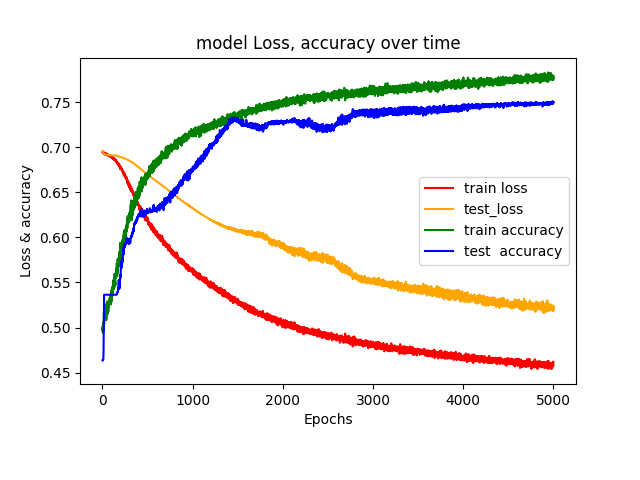 model Loss, accuracy over time
Loss & accuracy
0.75
0.70
0.65
0.60
0.55
0.50
0.45
train loss
test_loss
train accuracy
test  accuracy
0 1000 2000 3000 4000 5000
Epochs